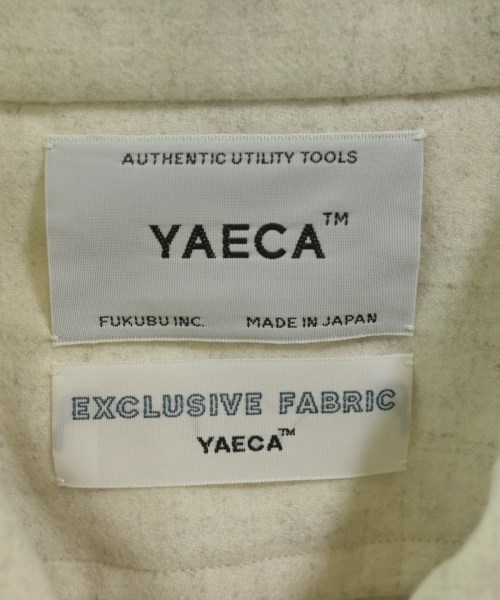 AUTHENTIC UTILITY TOOLS
YAECA™
FUKUBU INC. MADE IN JAPAN
EXCLUSIVE FABRIC
YAECA™